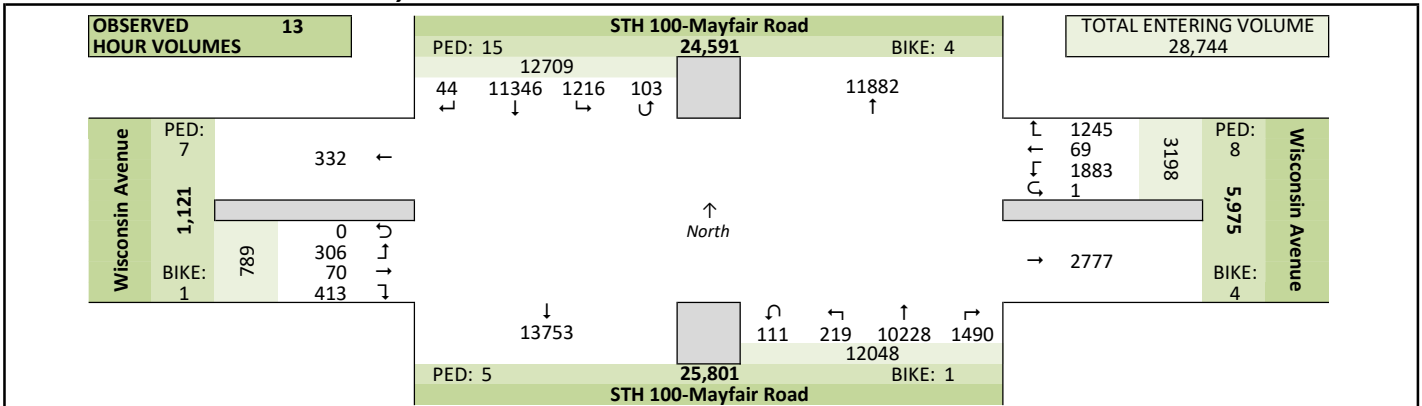 OBSERVED 13
HOUR VOLUMES
STH 100-Mayfair Road
PED: 15 24,591 BIKE: 4
TOTAL ENTERING VOLUME
28,744
12709
44 11346 1216 103
↵ ↓ ↳ ↺
11882
↑
Wisconsin Avenue
1,121
PED:
7
332 ←
789
0 ⮌
306 ↰
70 →
413 ↴
BIKE:
1
↑
North
↱ 1245
← 69
↲ 1883
⮎ 1
3198
PED:
8
5,975
Wisconsin Avenue
→ 2777
BIKE:
4
↓
13753
↶ ↰ ↑ ↱
111 219 10228 1490
12048
PED: 5 25,801 BIKE: 1
STH 100-Mayfair Road